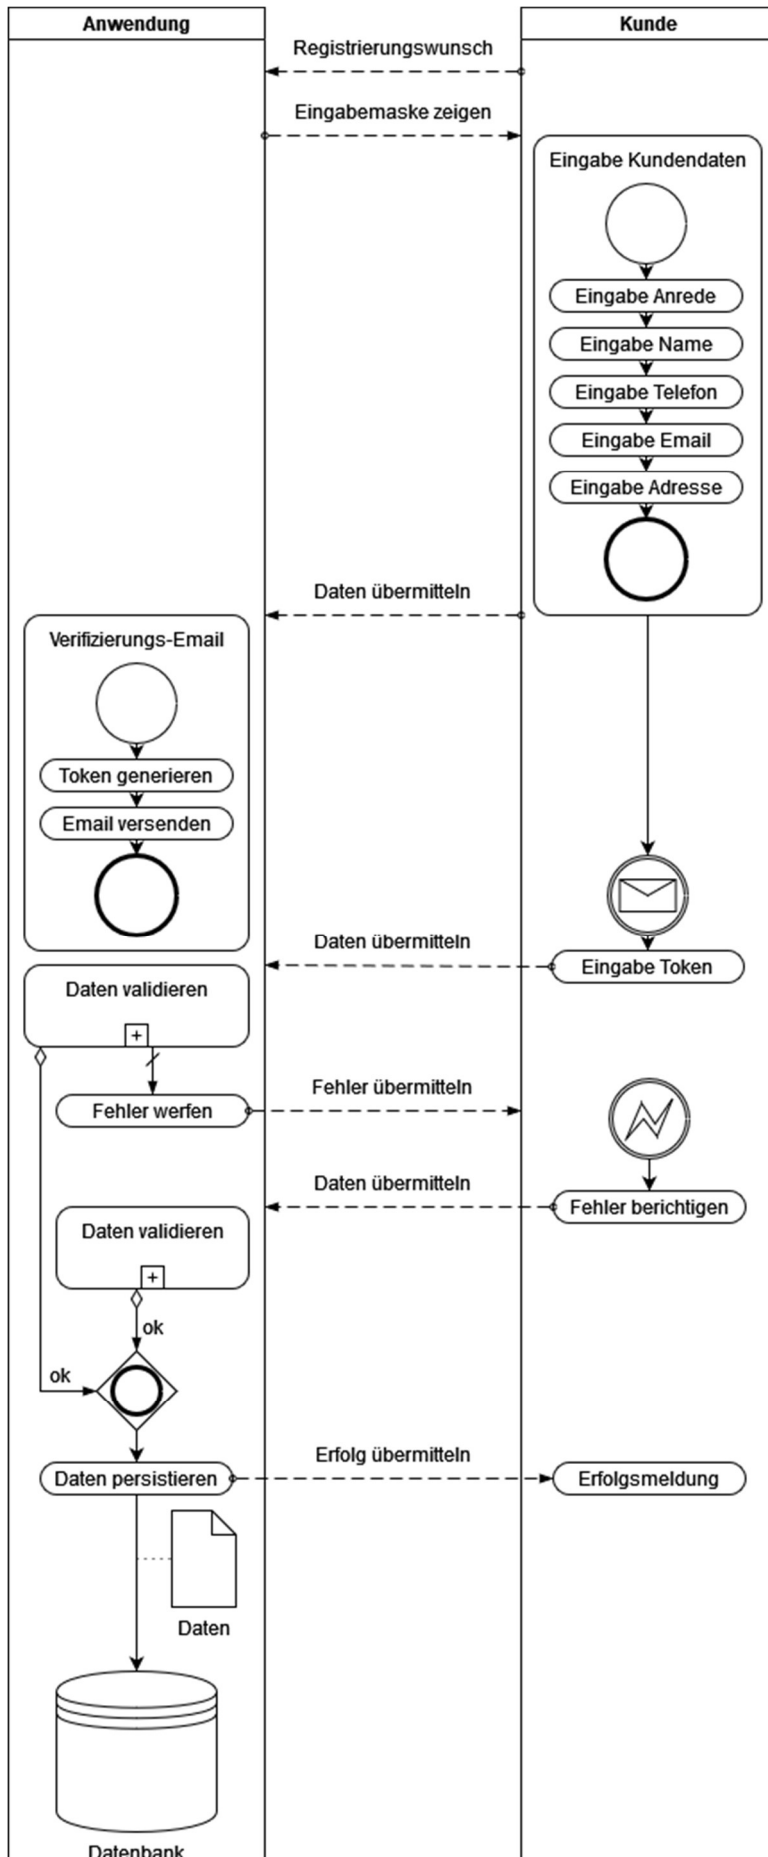 Anwendung
Kunde
Registrierungswunsch
Eingabemaske zeigen
Eingabe Kundendaten
Eingabe Anrede
Eingabe Name
Eingabe Telefon
Eingabe Email
Eingabe Adresse
Daten übermitteln
Verifizierungs-Email
Token generieren
Email versenden
Daten übermitteln
Eingabe Token
Daten validieren
Fehler übermitteln
Fehler werfen
Daten übermitteln
Fehler berichtigen
Daten validieren
ok
ok
Erfolg übermitteln
Daten persistieren
Erfolgsmeldung
Daten
Datenbank